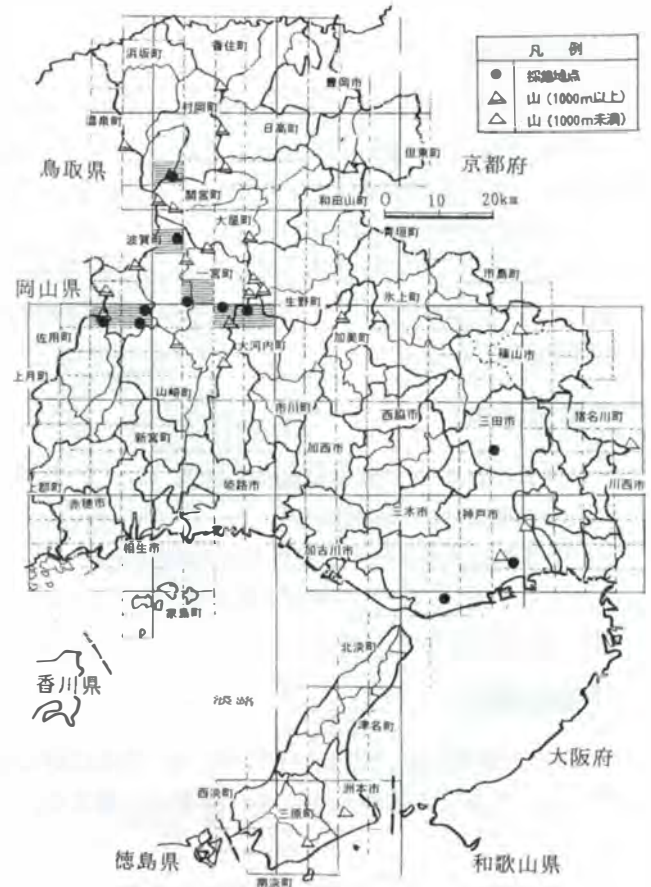 凡 例
● 採集地点
△ 山 (1000m以上)
△ 山 (1000m未満)
浜坂町
香住町
豊岡市
村岡町
温泉町
日高町
但東町
鳥取県
京都府
関宮町
和田山町
0 10 20km
大屋町
青垣町
波賀町
一宮町
市島町
岡山県
生野町
氷上町
佐用町
大河内町
加美町
篠山市
上月町
山崎町
市川町
西脇市
三田市
猪名川町
新宮町
加西市
上郡町
姫路市
川西市
赤穂市
三木市
神戸市
相生市
加古川市
家島町
北淡町
香川県
淡路
津名町
大阪府
西淡町
洲本市
三原町
徳島県
和歌山県
南淡町